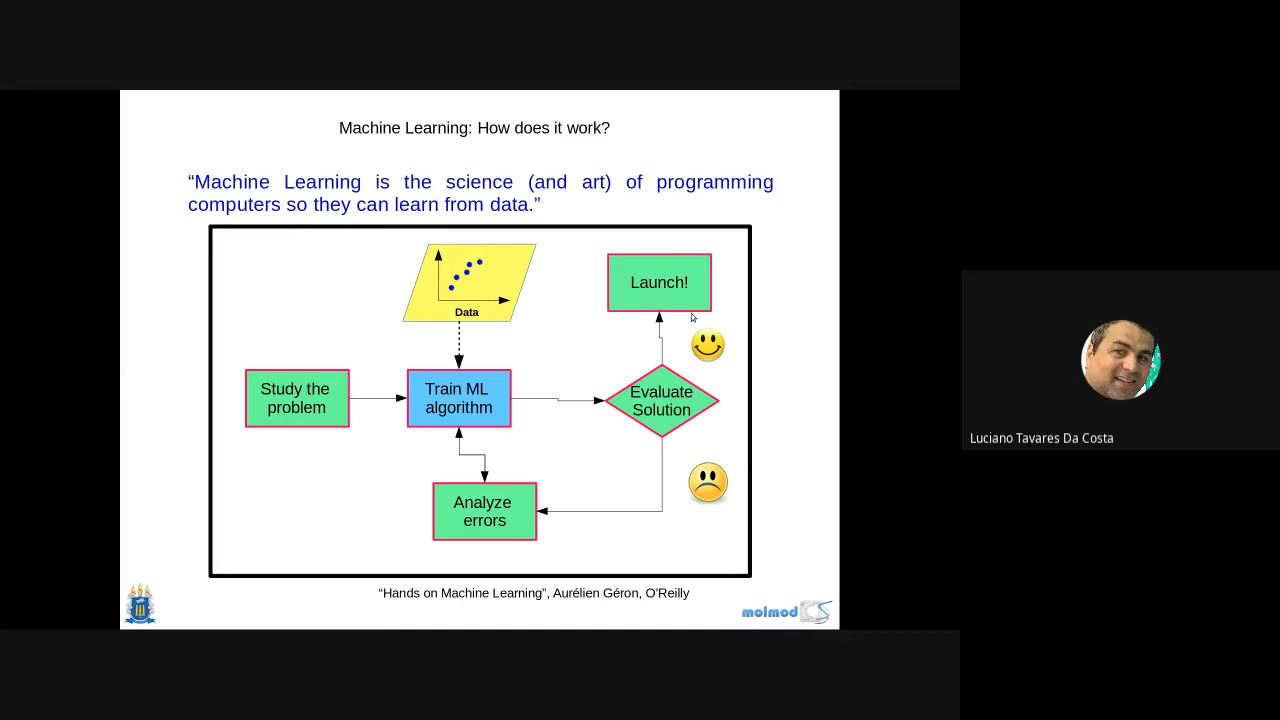 Machine Learning: How does it work?
“Machine Learning is the science (and art) of programming
computers so they can learn from data.”
Data
Launch!
Study the
problem
Train ML
algorithm
Evaluate
Solution
Analyze
errors
“Hands on Machine Learning”, Aurélien Géron, O'Reilly
molmod
CS
Luciano Tavares Da Costa